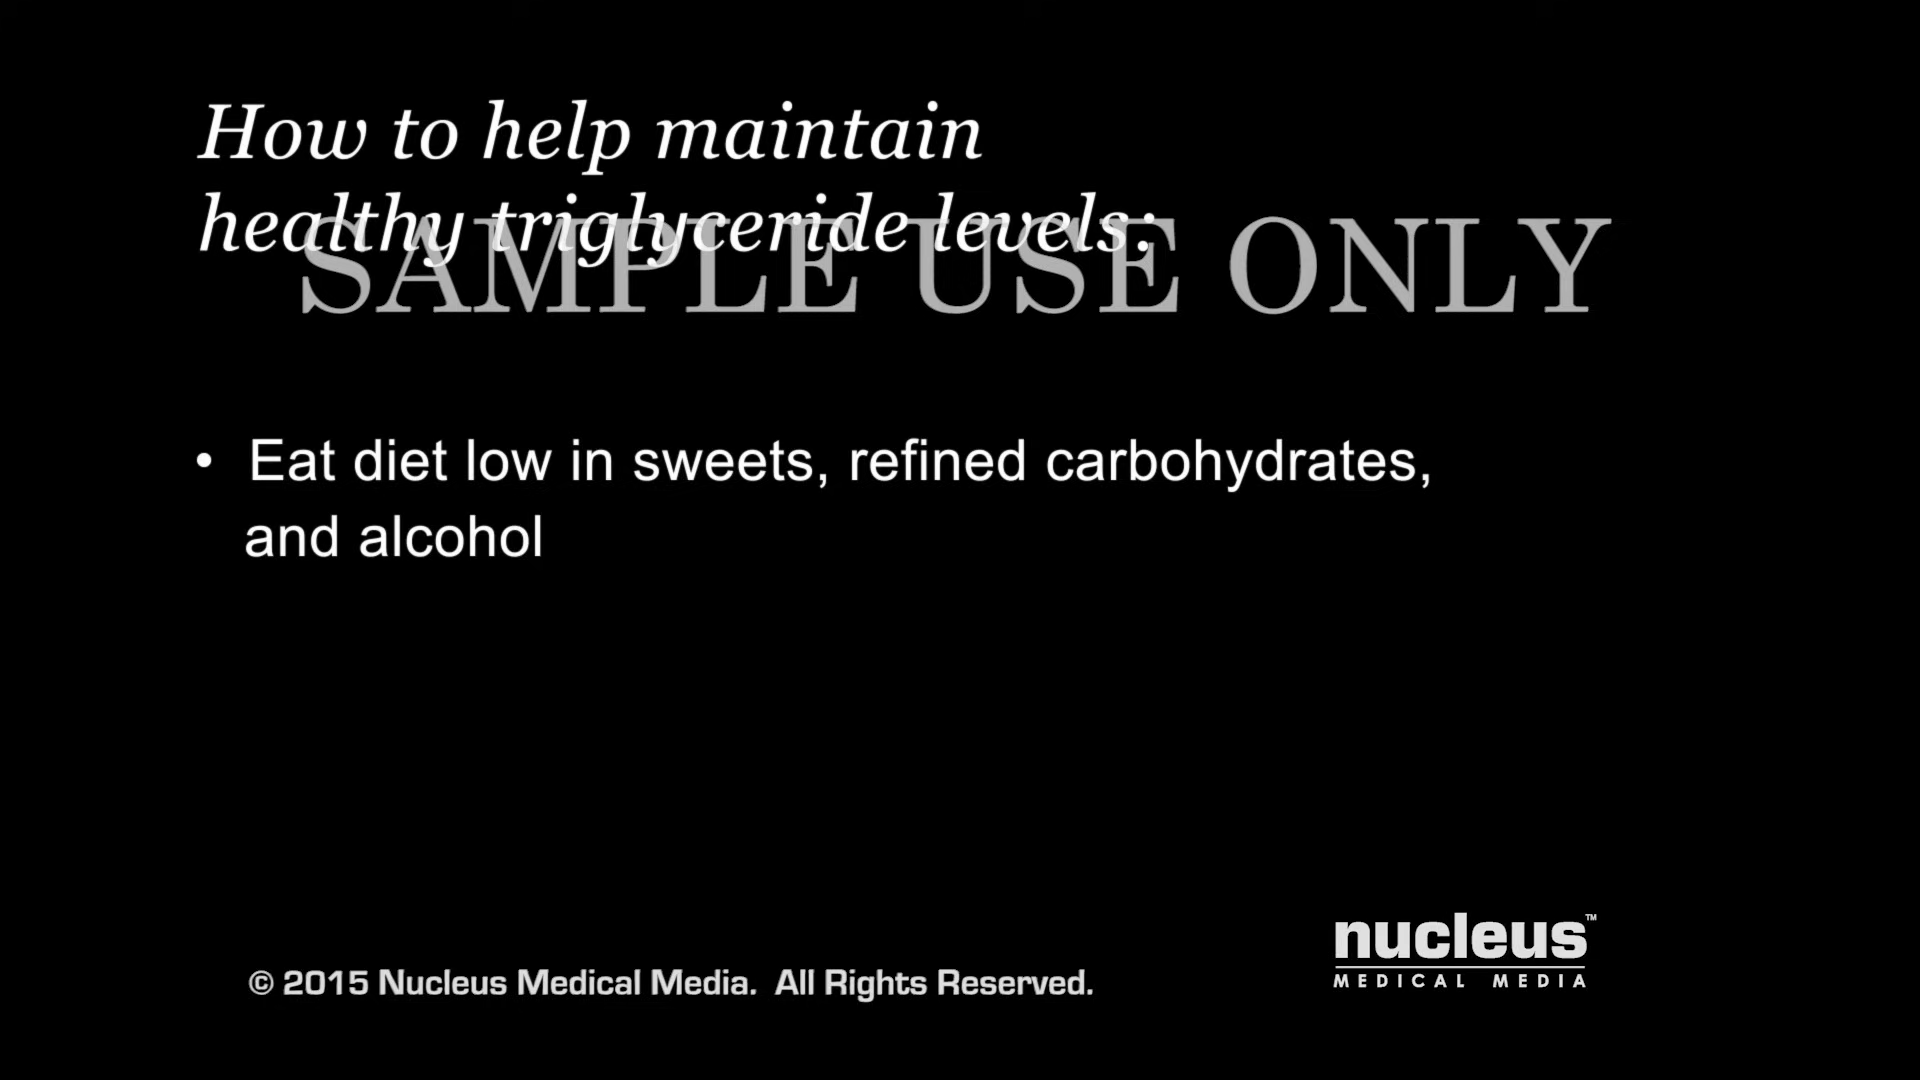 How to help maintain
healthy triglyceride levels:
SAMPLE USE ONLY
• Eat diet low in sweets, refined carbohydrates,
and alcohol
nucleus™
MEDICAL MEDIA
© 2015 Nucleus Medical Media. All Rights Reserved.